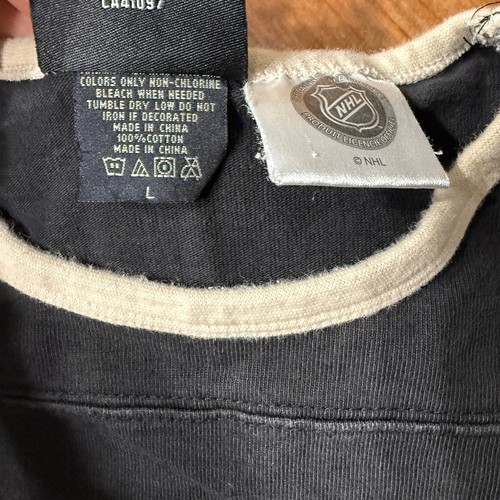 CA41097
COLORS ONLY NON-CHLORINE
BLEACH WHEN NEEDED
TUMBLE DRY LOW DO NOT
IRON IF DECORATED
MADE IN CHINA
100%COTTON
MADE IN CHINA
L
NHL
© NHL